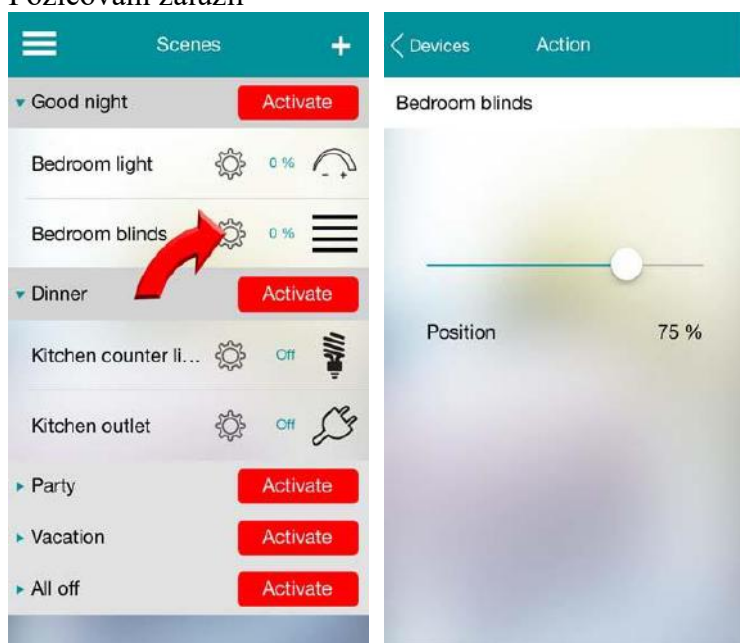 Scenes
Good night Activate
Bedroom light 0 %
Bedroom blinds 0 %
Dinner Activate
Kitchen counter li... Off
Kitchen outlet Off
Party Activate
Vacation Activate
All off Activate
Devices Action
Bedroom blinds
Position 75 %